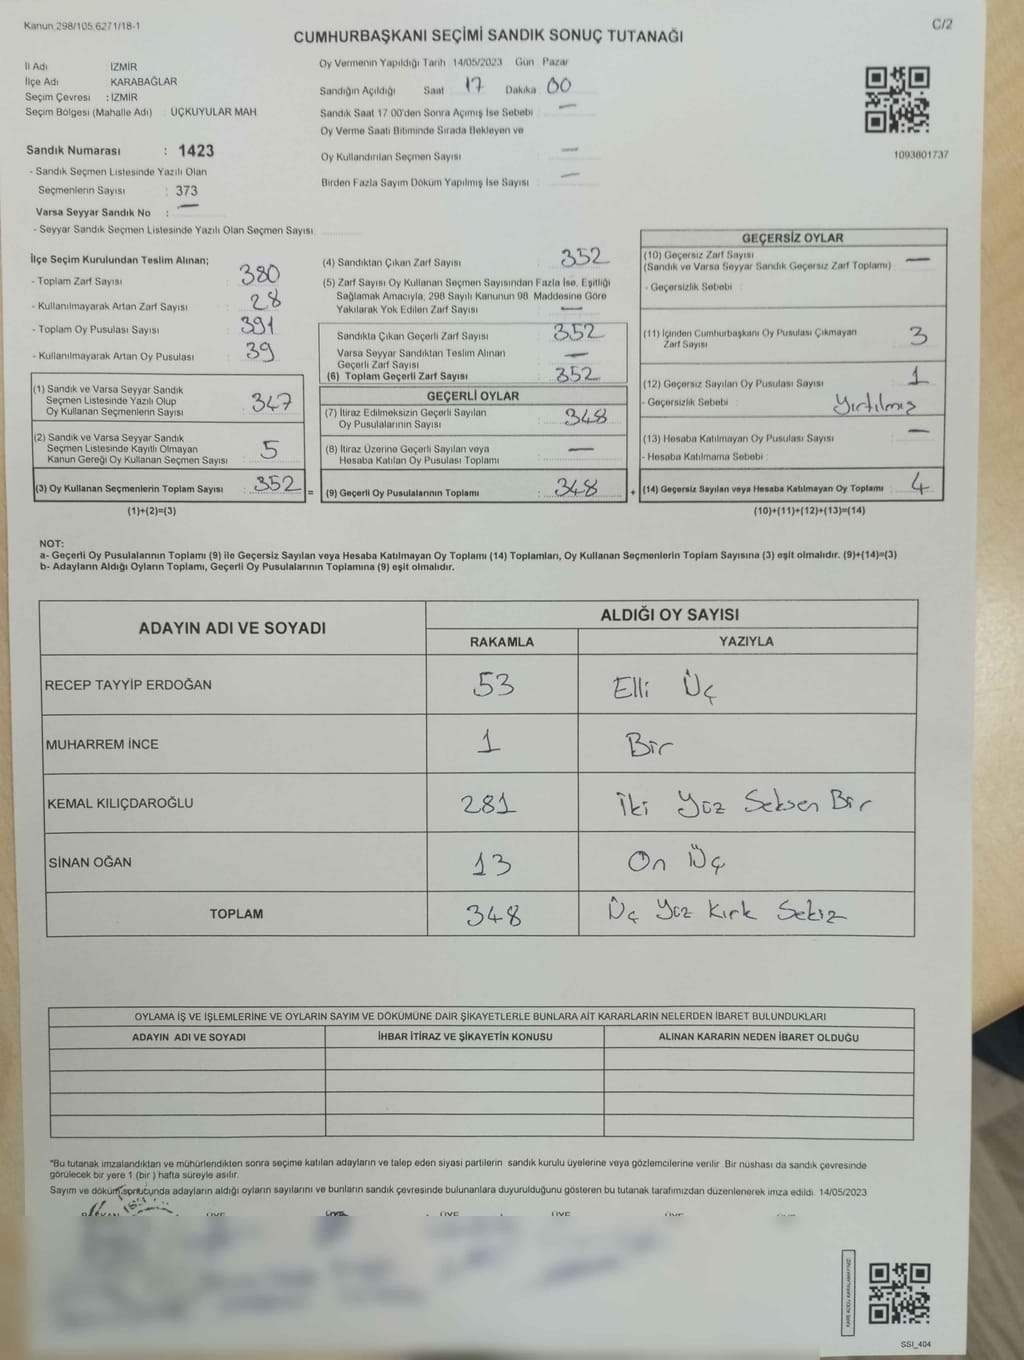 Kanun 298/105,6271/18-1
C/2
CUMHURBAŞKANI SEÇİMİ SANDIK SONUÇ TUTANAĞI
İl Adı : İZMİR
İlçe Adı : KARABAĞLAR
Seçim Çevresi : İZMİR
Seçim Bölgesi (Mahalle Adı) : ÜÇKUYULAR MAH
Sandık Numarası : 1423
- Sandık Seçmen Listesinde Yazılı Olan
Seçmenlerin Sayısı : 373
Varsa Seyyar Sandık No : —
- Seyyar Sandık Seçmen Listesinde Yazılı Olan Seçmen Sayısı
Oy Vermenin Yapıldığı Tarih 14/05/2023 Gün Pazar
Sandığın Açıldığı Saat 17 Dakika 00
Sandık Saat 17:00'den Sonra Açımış İse Sebebi : —
Oy Verme Saati Bitiminde Sırada Bekleyen ve
Oy Kullandırılan Seçmen Sayısı : —
Birden Fazla Sayım Döküm Yapılmış İse Sayısı : —
1093801737
İlçe Seçim Kurulundan Teslim Alınan;
- Toplam Zarf Sayısı : 380
- Kullanılmayarak Artan Zarf Sayısı : 28
- Toplam Oy Pusulası Sayısı : 391
- Kullanılmayarak Artan Oy Pusulası : 39
(1) Sandık ve Varsa Seyyar Sandık
Seçmen Listesinde Yazılı Olup
Oy Kullanan Seçmenlerın Sayısı : 347
(2) Sandık ve Varsa Seyyar Sandık
Seçmen Listesinde Kayıtlı Olmayan
Kanun Gereği Oy Kullanan Seçmen Sayısı : 5
(3) Oy Kullanan Seçmenlerin Toplam Sayısı : 352 =
(1)+(2)=(3)
(4) Sandıktan Çıkan Zarf Sayısı : 352
(5) Zarf Sayısı Oy Kullanan Seçmen Sayısından Fazla İse, Eşitliği
Sağlamak Amacıyla, 298 Sayılı Kanunun 98. Maddesine Göre
Yakılarak Yok Edilen Zarf Sayısı : —
Sandıkta Çıkan Geçerli Zarf Sayısı : 352
Varsa Seyyar Sandıktan Teslim Alınan
Geçerli Zarf Sayısı : —
(6) Toplam Geçerli Zarf Sayısı : 352
GEÇERLİ OYLAR
(7) İtiraz Edilmeksizin Geçerli Sayılan
Oy Pusulalarının Sayısı : 348
(8) İtiraz Üzerine Geçerli Sayılan veya
Hesaba Katılan Oy Pusulası Toplamı : —
(9) Geçerli Oy Pusulalarının Toplamı : 348 +
GEÇERSİZ OYLAR
(10) Geçersiz Zarf Sayısı
(Sandık ve Varsa Seyyar Sandık Geçersiz Zarf Toplamı) : —
- Geçersizlik Sebebi :
(11) İçinden Cumhurbaşkanı Oy Pusulası Çıkmayan
Zarf Sayısı : 3
(12) Geçersiz Sayılan Oy Pusulası Sayısı : 1
- Geçersizlik Sebebi : Yırtılmış
(13) Hesaba Katılmayan Oy Pusulası Sayısı : —
- Hesaba Katılmama Sebebi :
(14) Geçersiz Sayılan veya Hesaba Katılmayan Oy Toplamı : 4
(10)+(11)+(12)+(13)=(14)
NOT:
a- Geçerli Oy Pusulalarının Toplamı (9) ile Geçersiz Sayılan veya Hesaba Katılmayan Oy Toplamı (14) Toplamları, Oy Kullanan Seçmenlerin Toplam Sayısına (3) eşit olmalıdır. (9)+(14)=(3)
b- Adayların Aldığı Oyların Toplamı, Geçerli Oy Pusulalarının Toplamına (9) eşit olmalıdır.
ADAYIN ADI VE SOYADI
ALDIĞI OY SAYISI
RAKAMLA YAZIYLA
RECEP TAYYİP ERDOĞAN 53 Elli Üç
MUHARREM İNCE 1 Bir
KEMAL KILIÇDAROĞLU 281 İki Yüz Seksen Bir
SİNAN OĞAN 13 On Üç
TOPLAM 348 Üç Yüz Kırk Sekiz
OYLAMA İŞ VE İŞLEMLERİNE VE OYLARIN SAYIM VE DÖKÜMÜNE DAİR ŞİKAYETLERLE BUNLARA AİT KARARLARIN NELERDEN İBARET BULUNDUKLARI
ADAYIN ADI VE SOYADI İHBAR İTİRAZ VE ŞİKAYETİN KONUSU ALINAN KARARIN NEDEN İBARET OLDUĞU
*Bu tutanak imzalandıktan ve mühürlendikten sonra seçime katılan adayların ve talep eden siyasi partilerin sandık kurulu üyelerine veya gözlemcilerine verilir. Bir nüshası da sandık çevresinde
görülecek bir yere 1 (bir) hafta süreyle asılır.
Sayım ve döküm sonucunda adayların aldığı oyların sayılarını ve bunların sandık çevresinde bulunanlara duyurulduğunu gösteren bu tutanak tarafımızdan düzenlenerek imza edildi. 14/05/2023
SSI_404